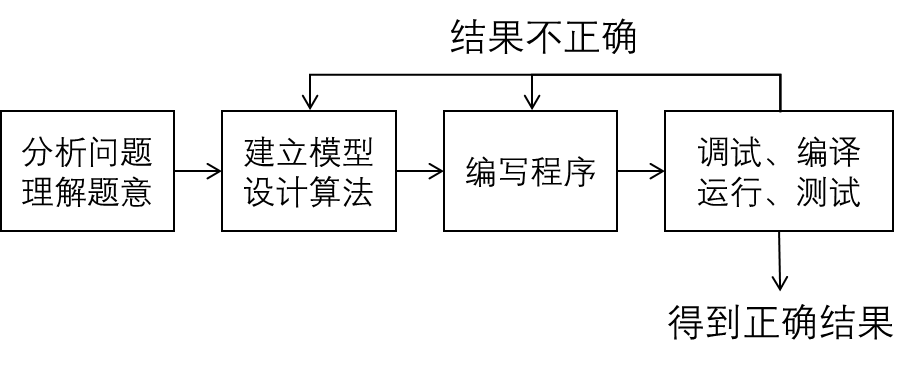 结果不正确
分析问题
理解题意
建立模型
设计算法
编写程序
调试、编译
运行、测试
得到正确结果